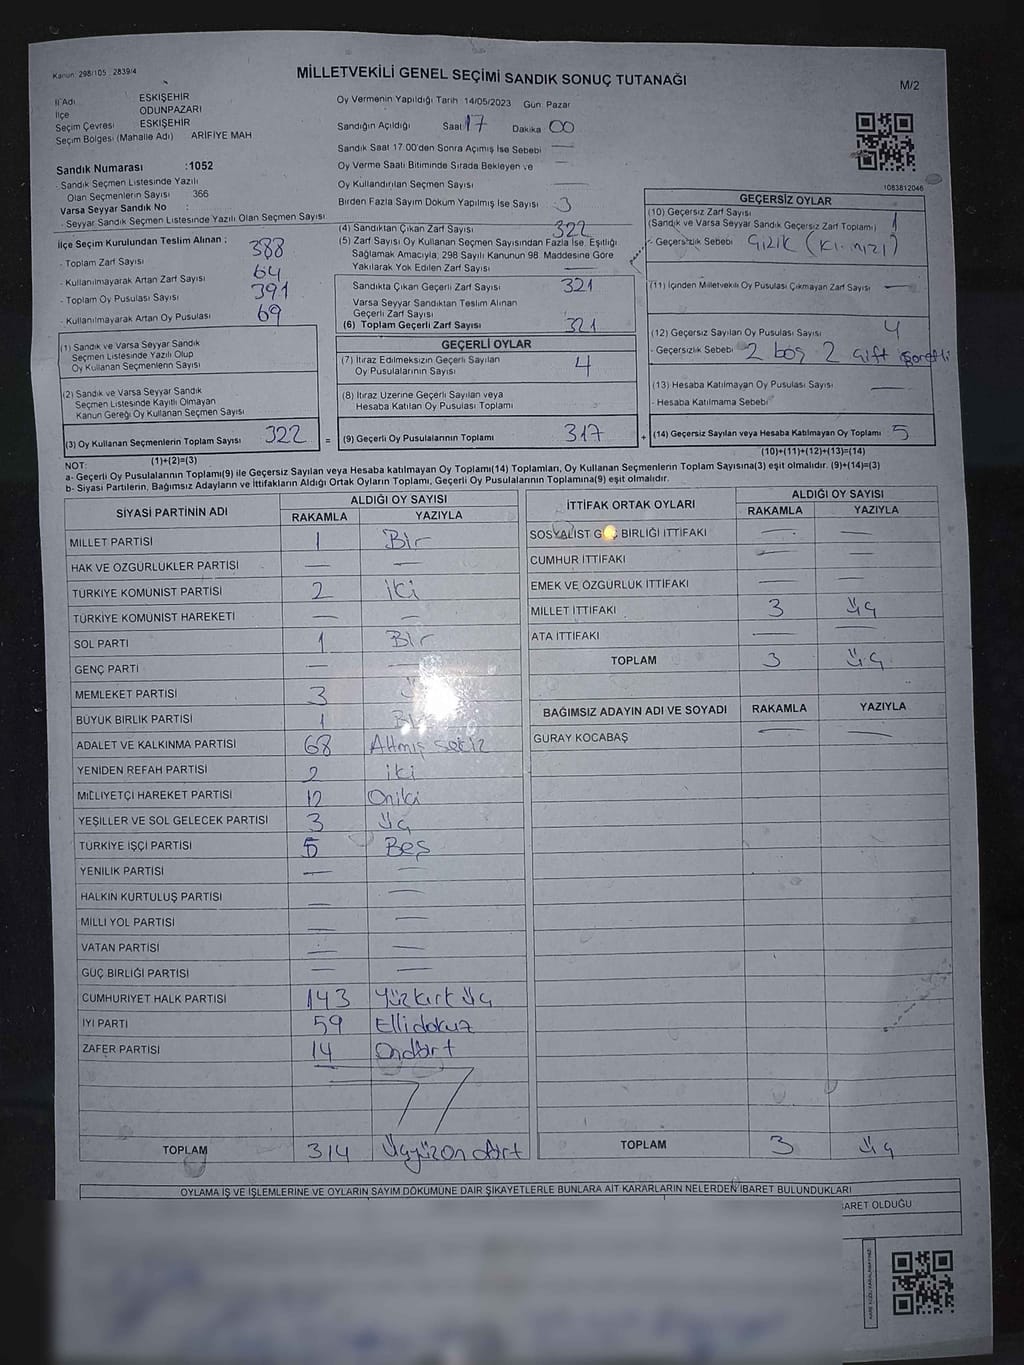 Kanun: 298/105 2839/4
MİLLETVEKİLİ GENEL SEÇİMİ SANDIK SONUÇ TUTANAĞI
M/2
İl Adı ESKİŞEHİR
İlçe ODUNPAZARI
Seçim Çevresi ESKİŞEHİR
Seçim Bölgesi (Mahalle Adı) ARİFİYE MAH
Oy Vermenin Yapıldığı Tarih 14/05/2023 Gün: Pazar
Sandığın Açıldığı Saat 17 Dakika 00
Sandık Saat 17:00'den Sonra Açılmış İse Sebebi —
Oy Verme Saati Bitiminde Sırada Bekleyen ve —
Oy Kullandırılan Seçmen Sayısı —
Birden Fazla Sayım Döküm Yapılmış İse Sayısı 3
Sandık Numarası :1052
- Sandık Seçmen Listesinde Yazılı
Olan Seçmenlerin Sayısı 366
Varsa Seyyar Sandık No :
- Seyyar Sandık Seçmen Listesinde Yazılı Olan Seçmen Sayısı
İlçe Seçim Kurulundan Teslim Alınan :
- Toplam Zarf Sayısı 388
- Kullanılmayarak Artan Zarf Sayısı 64
- Toplam Oy Pusulası Sayısı 391
- Kullanılmayarak Artan Oy Pusulası 69
(1) Sandık ve Varsa Seyyar Sandık
Seçmen Listesinde Yazılı Olup
Oy Kullanan Seçmenlerin Sayısı
(2) Sandık ve Varsa Seyyar Sandık
Seçmen Listesinde Kayıtlı Olmayan
Kanun Gereği Oy Kullanan Seçmen Sayısı
(3) Oy Kullanan Seçmenlerin Toplam Sayısı 322
(1)+(2)=(3)
(4) Sandıktan Çıkan Zarf Sayısı 322
(5) Zarf Sayısı Oy Kullanan Seçmen Sayısından Fazla İse, Eşitliği
Sağlamak Amacıyla, 298 Sayılı Kanunun 98. Maddesine Göre
Yakılarak Yok Edilen Zarf Sayısı —
Sandıkta Çıkan Geçerli Zarf Sayısı 321
Varsa Seyyar Sandıktan Teslim Alınan
Geçerli Zarf Sayısı
(6) Toplam Geçerli Zarf Sayısı 321
GEÇERLİ OYLAR
(7) İtiraz Edilmeksizin Geçerli Sayılan
Oy Pusulalarının Sayısı 4
(8) İtiraz Üzerine Geçerli Sayılan veya
Hesaba Katılan Oy Pusulası Toplamı
= (9) Geçerli Oy Pusulalarının Toplamı 317
1083812046
GEÇERSİZ OYLAR
(10) Geçersiz Zarf Sayısı 1
(Sandık ve Varsa Seyyar Sandık Geçersiz Zarf Toplamı)
- Geçersizlik Sebebi Çizik (Kırmızı)
(11) İçinden Milletvekili Oy Pusulası Çıkmayan Zarf Sayısı —
(12) Geçersiz Sayılan Oy Pusulası Sayısı 4
- Geçersizlik Sebebi 2 boş 2 çift işaretli
(13) Hesaba Katılmayan Oy Pusulası Sayısı —
- Hesaba Katılmama Sebebi
+ (14) Geçersiz Sayılan veya Hesaba Katılmayan Oy Toplamı 5
(10)+(11)+(12)+(13)=(14)
NOT:
a- Geçerli Oy Pusulalarının Toplamı(9) ile Geçersiz Sayılan veya Hesaba katılmayan Oy Toplamı(14) Toplamları, Oy Kullanan Seçmenlerin Toplam Sayısına(3) eşit olmalıdır. (9)+(14)=(3)
b- Siyasi Partilerin, Bağımsız Adayların ve İttifakların Aldığı Ortak Oyların Toplamı, Geçerli Oy Pusulalarının Toplamına(9) eşit olmalıdır.
SİYASİ PARTİNİN ADI ALDIĞI OY SAYISI
RAKAMLA YAZIYLA
MİLLET PARTİSİ 1 Bir
HAK VE ÖZGÜRLÜKLER PARTİSİ — —
TÜRKİYE KOMÜNİST PARTİSİ 2 iki
TÜRKİYE KOMÜNİST HAREKETİ — —
SOL PARTİ 1 Bir
GENÇ PARTİ — —
MEMLEKET PARTİSİ 3
BÜYÜK BİRLİK PARTİSİ 1
ADALET VE KALKINMA PARTİSİ 68 Altmış sekiz
YENİDEN REFAH PARTİSİ 2 iki
MİLLİYETÇİ HAREKET PARTİSİ 12 Oniki
YEŞİLLER VE SOL GELECEK PARTİSİ 3 üç
TÜRKİYE İŞÇİ PARTİSİ 5 Beş
YENİLİK PARTİSİ — —
HALKIN KURTULUŞ PARTİSİ — —
MİLLİ YOL PARTİSİ — —
VATAN PARTİSİ — —
GÜÇ BİRLİĞİ PARTİSİ — —
CUMHURİYET HALK PARTİSİ 143 Yüzkırk üç
İYİ PARTİ 59 Ellidokuz
ZAFER PARTİSİ 14 Ondört
TOPLAM 314 Üçyüzon dört
İTTİFAK ORTAK OYLARI ALDIĞI OY SAYISI
RAKAMLA YAZIYLA
SOSYALİST BİRLİĞİ İTTİFAKI — —
CUMHUR İTTİFAKI — —
EMEK VE ÖZGÜRLÜK İTTİFAKI — —
MİLLET İTTİFAKI 3 üç
ATA İTTİFAKI — —
TOPLAM 3 üç
BAĞIMSIZ ADAYIN ADI VE SOYADI RAKAMLA YAZIYLA
GÜRAY KOCABAŞ — —
TOPLAM 3 üç
OYLAMA İŞ VE İŞLEMLERİNE VE OYLARIN SAYIM DÖKÜMÜNE DAİR ŞİKAYETLERLE BUNLARA AİT KARARLARIN NELERDEN İBARET BULUNDUKLARI
OLDUĞU